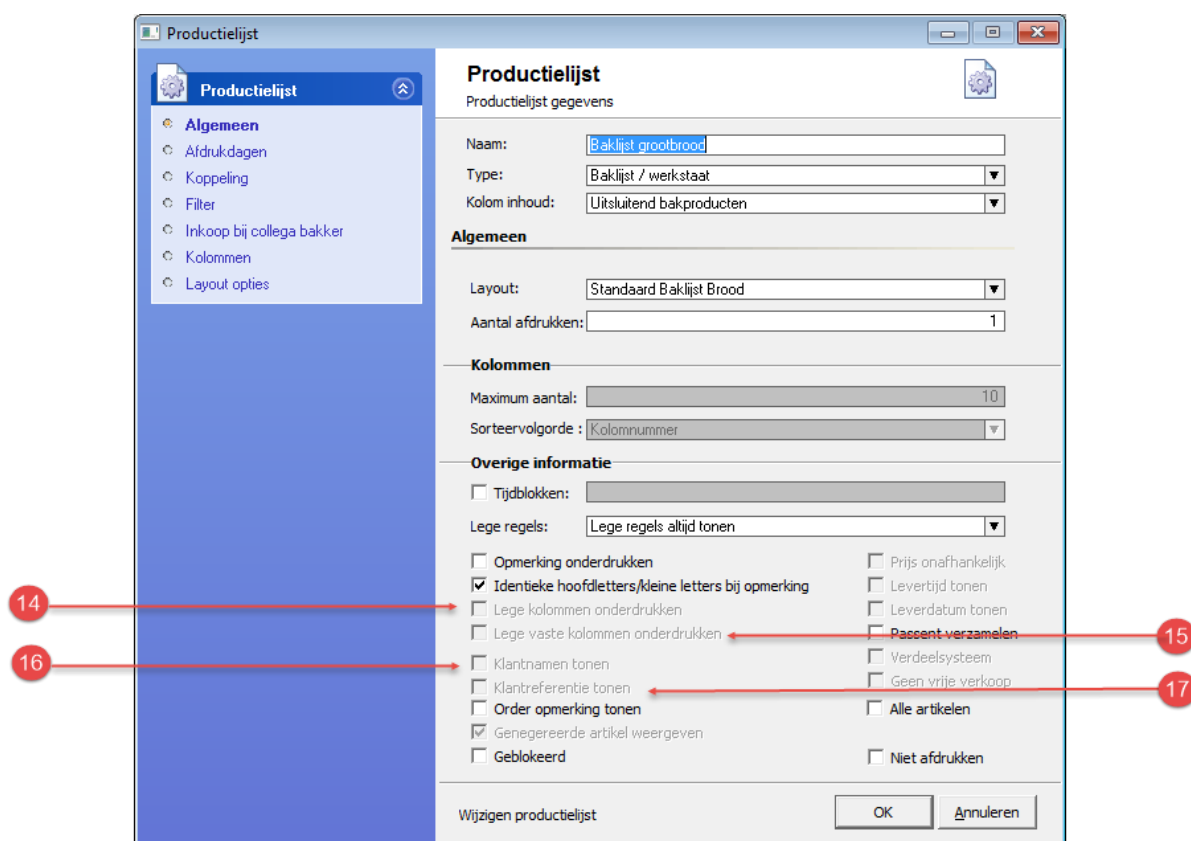 Productielijst
Productielijst
Algemeen
Afdrukdagen
Koppeling
Filter
Inkoop bij collega bakker
Kolommen
Layout opties
Productielijst
Productielijst gegevens
Naam: Baklijst grootbrood
Type: Baklijst / werkstaat
Kolom inhoud: Uitsluitend bakproducten
Algemeen
Layout: Standaard Baklijst Brood
Aantal afdrukken: 1
Kolommen
Maximum aantal: 10
Sorteervolgorde : Kolomnummer
Overige informatie
Tijdblokken:
Lege regels: Lege regels altijd tonen
Opmerking onderdrukken Prijs onafhankelijk
Identieke hoofdletters/kleine letters bij opmerking Levertijd tonen
14 Lege kolommen onderdrukken Leverdatum tonen
Lege vaste kolommen onderdrukken Passent verzamelen 15
16 Klantnamen tonen Verdeelsysteem
Klantreferentie tonen Geen vrije verkoop 17
Order opmerking tonen Alle artikelen
Genegereerde artikel weergeven
Geblokeerd Niet afdrukken
Wijzigen productielijst OK Annuleren